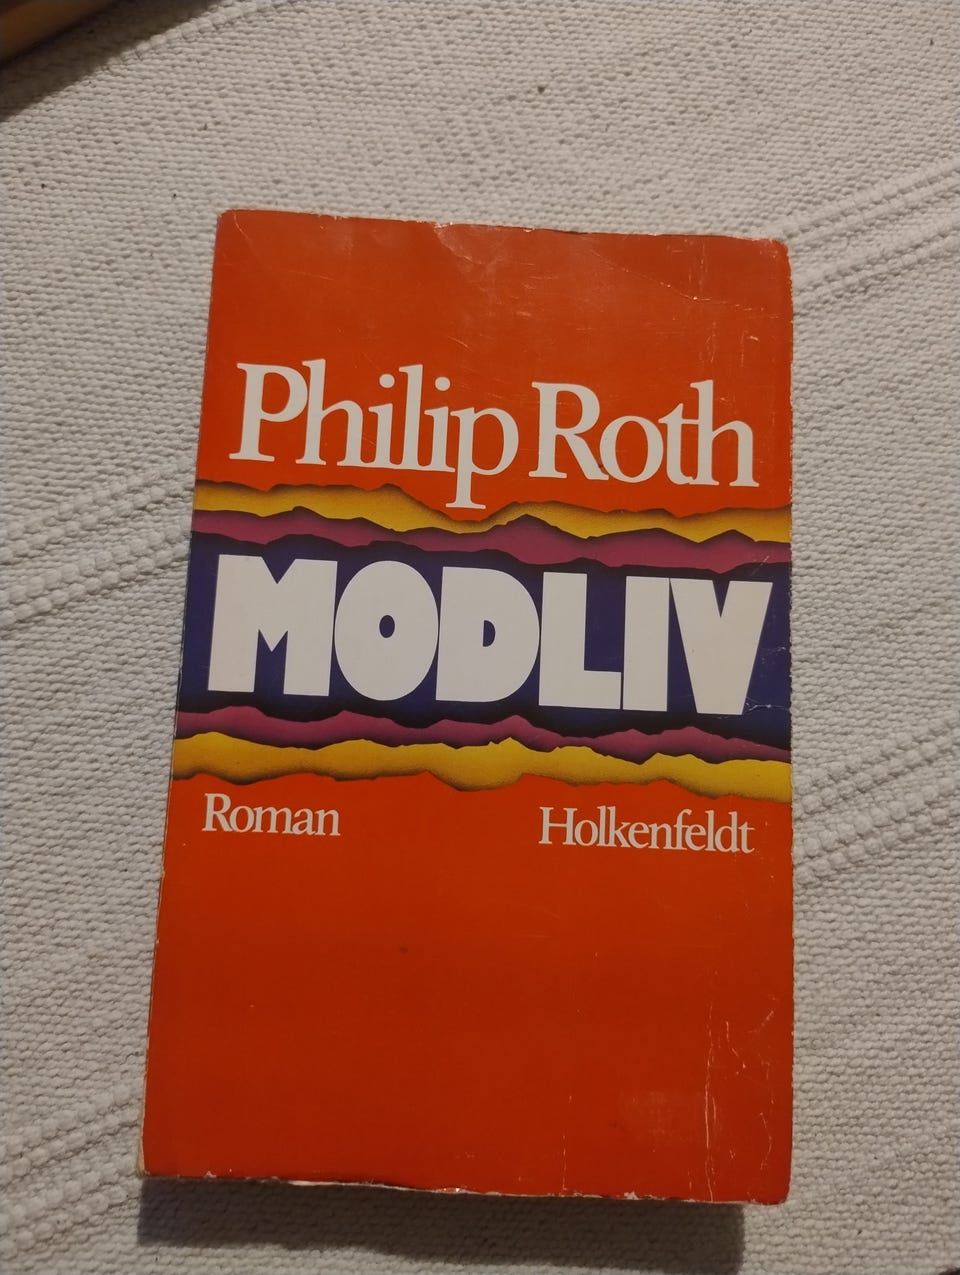 Philip Roth
MODLIV
Roman
Holkenfeldt